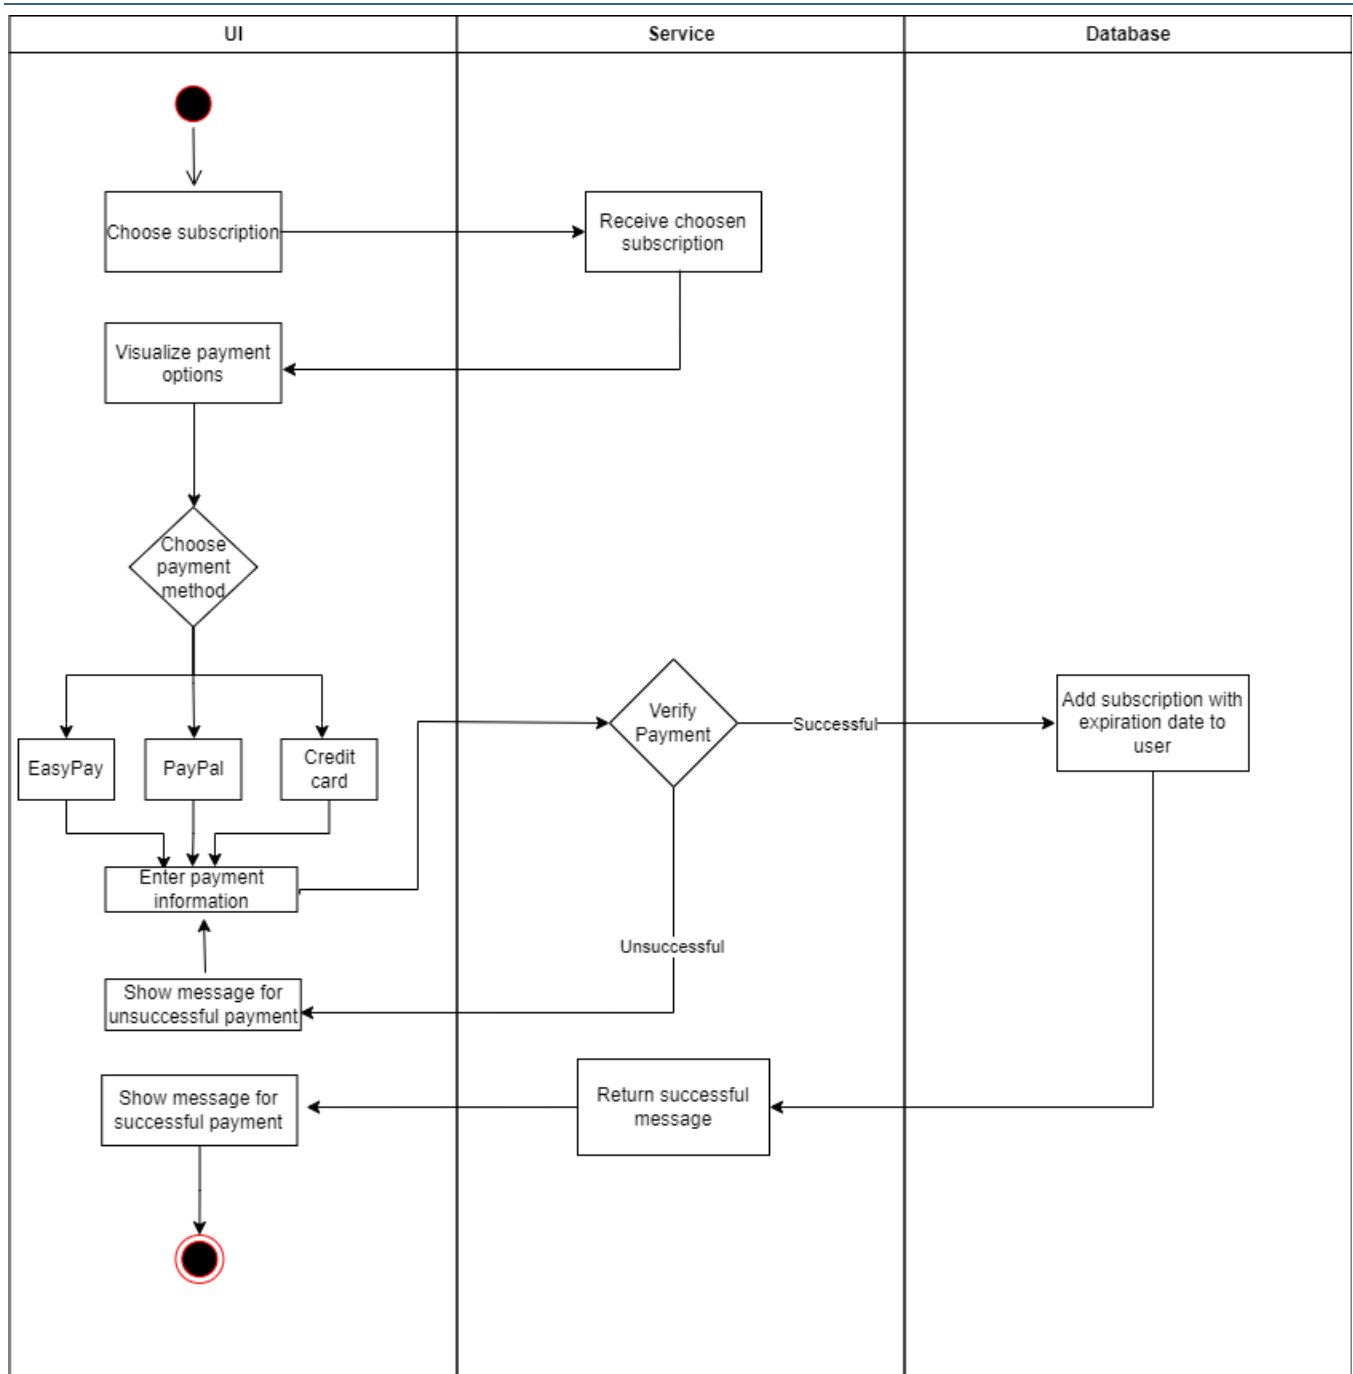 UI
Service
Database
Choose subscription
Receive choosen
subscription
Visualize payment
options
Choose
payment
method
EasyPay
PayPal
Credit
card
Enter payment
information
Verify
Payment
Successful
Add subscription with
expiration date to
user
Unsuccessful
Show message for
unsuccessful payment
Show message for
successful payment
Return successful
message